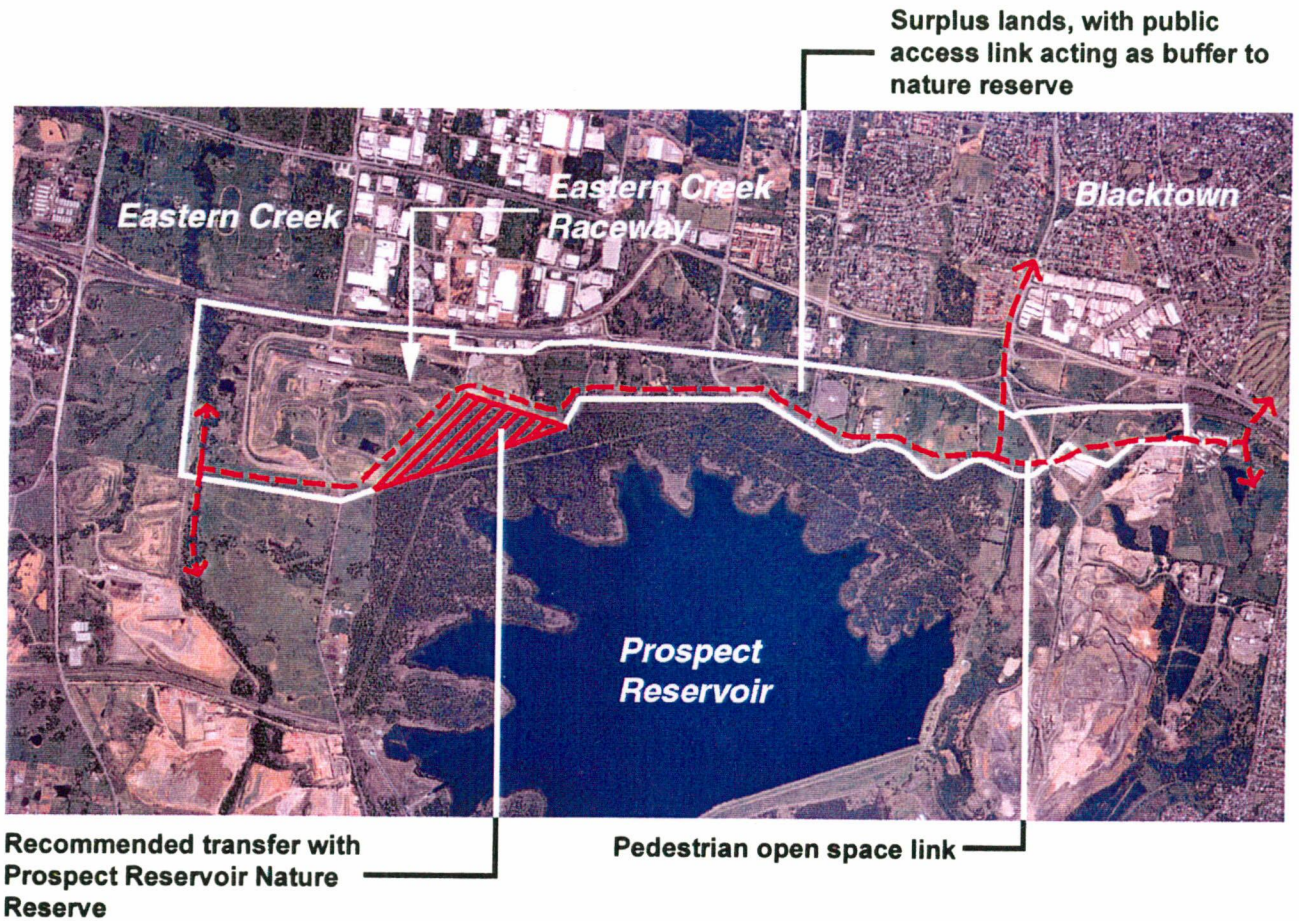 Surplus lands, with public
access link acting as buffer to
nature reserve
Eastern Creek
Eastern Creek
Raceway
Blacktown
Prospect
Reservoir
Recommended transfer with
Prospect Reservoir Nature
Reserve
Pedestrian open space link